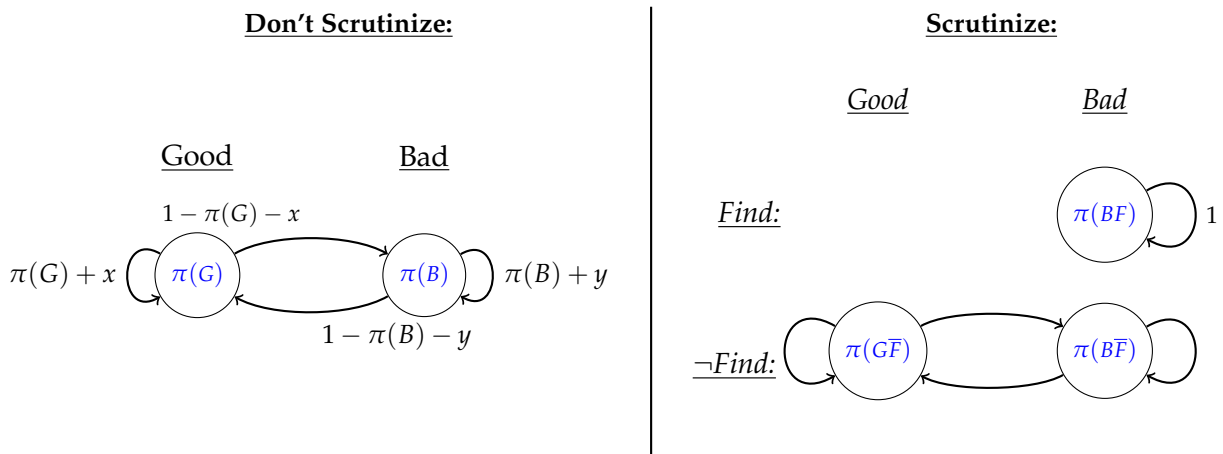 Don't Scrutinize:
Good Bad
1 − π(G) − x
π(G) + x π(G) π(B) π(B) + y
1 − π(B) − y
Scrutinize:
Good Bad
Find: π(BF) 1
¬Find: π(GF̅) π(BF̅)